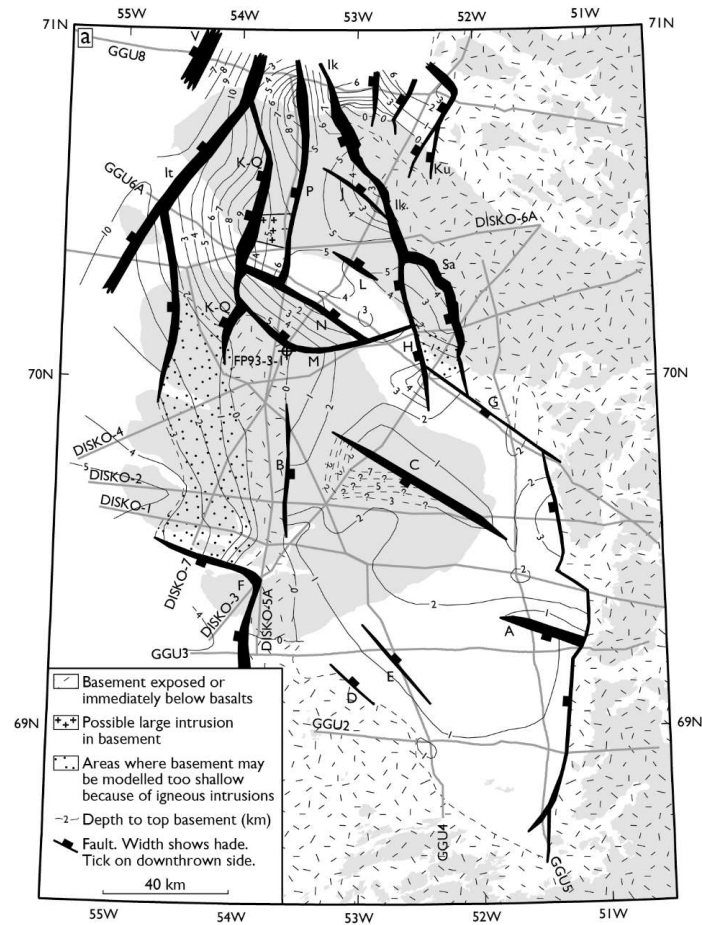 71N
54W
53W
52W
51W
71N
a
V
GGU8
Ik
K-Q
Ku
It
P
J
Ik
GGU6A
DISKO-6A
Sa
L
K-Q
N
H
FP93-3-1
M
70N
70N
G
DISKO-4
B
C
DISKO-2
DISKO-1
DISKO-7
F
DISKO-3
DISKO-5A
A
GGU3
E
D
Basement exposed or
immediately below basalts
Possible large intrusion
in basement
Areas where basement may
be modelled too shallow
because of igneous intrusions
-2- Depth to top basement (km)
Fault. Width shows hade.
Tick on downthrown side.
40 km
69N
69N
GGU2
GGU4
GGU5
55W
54W
53W
52W
51W